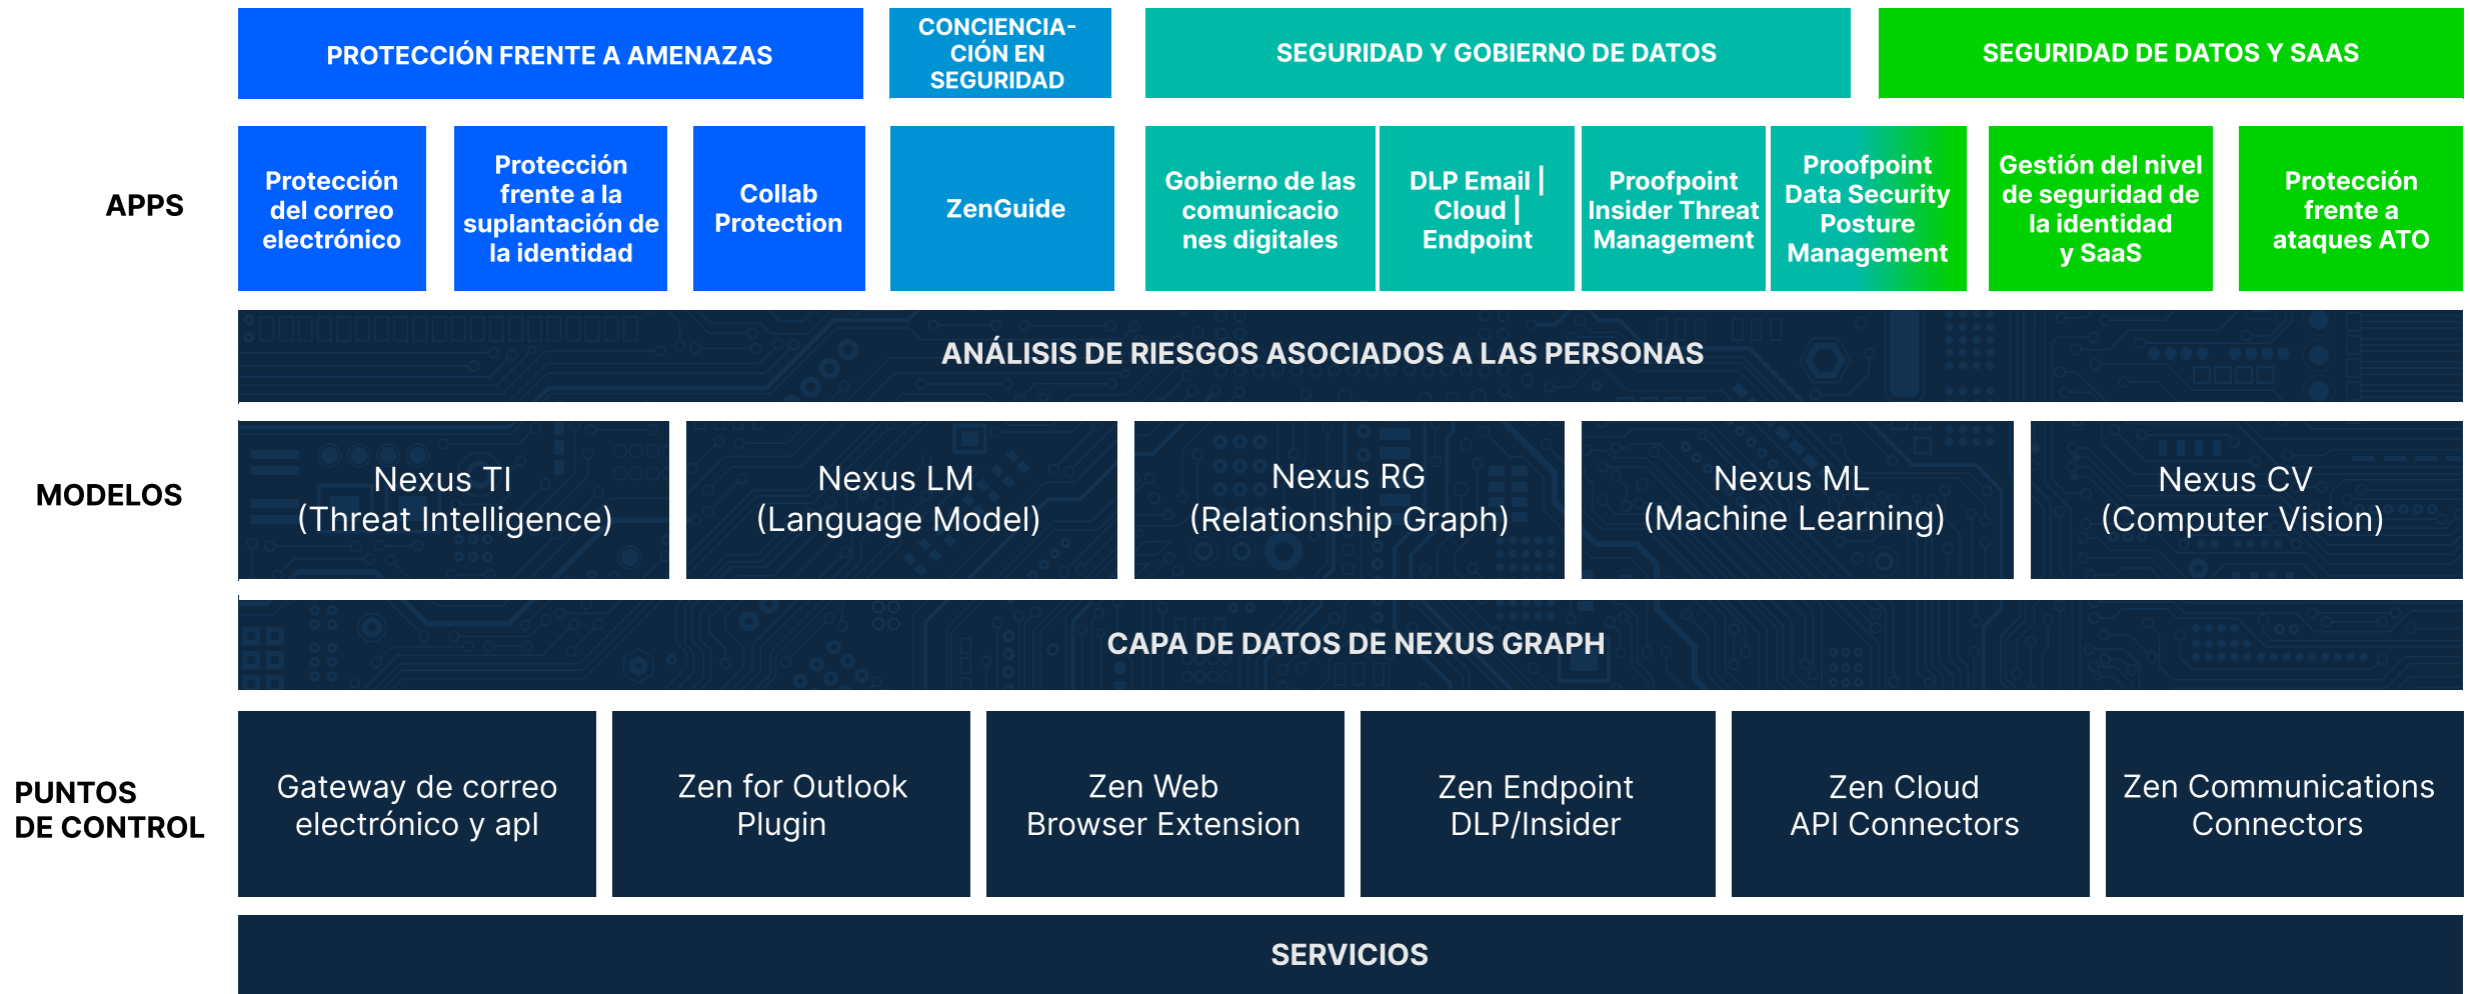 PROTECCIÓN FRENTE A AMENAZAS
CONCIENCIA-
CIÓN EN
SEGURIDAD
SEGURIDAD Y GOBIERNO DE DATOS
SEGURIDAD DE DATOS Y SAAS
APPS
Protección
del correo
electrónico
Protección
frente a la
suplantación de
la identidad
Collab
Protection
ZenGuide
Gobierno de las
comunicacio
nes digitales
DLP Email |
Cloud |
Endpoint
Proofpoint
Insider Threat
Management
Proofpoint
Data Security
Posture
Management
Gestión del nivel
de seguridad de
la identidad
y SaaS
Protección
frente a
ataques ATO
ANÁLISIS DE RIESGOS ASOCIADOS A LAS PERSONAS
MODELOS
Nexus TI
(Threat Intelligence)
Nexus LM
(Language Model)
Nexus RG
(Relationship Graph)
Nexus ML
(Machine Learning)
Nexus CV
(Computer Vision)
CAPA DE DATOS DE NEXUS GRAPH
PUNTOS
DE CONTROL
Gateway de correo
electrónico y apI
Zen for Outlook
Plugin
Zen Web
Browser Extension
Zen Endpoint
DLP/Insider
Zen Cloud
API Connectors
Zen Communications
Connectors
SERVICIOS